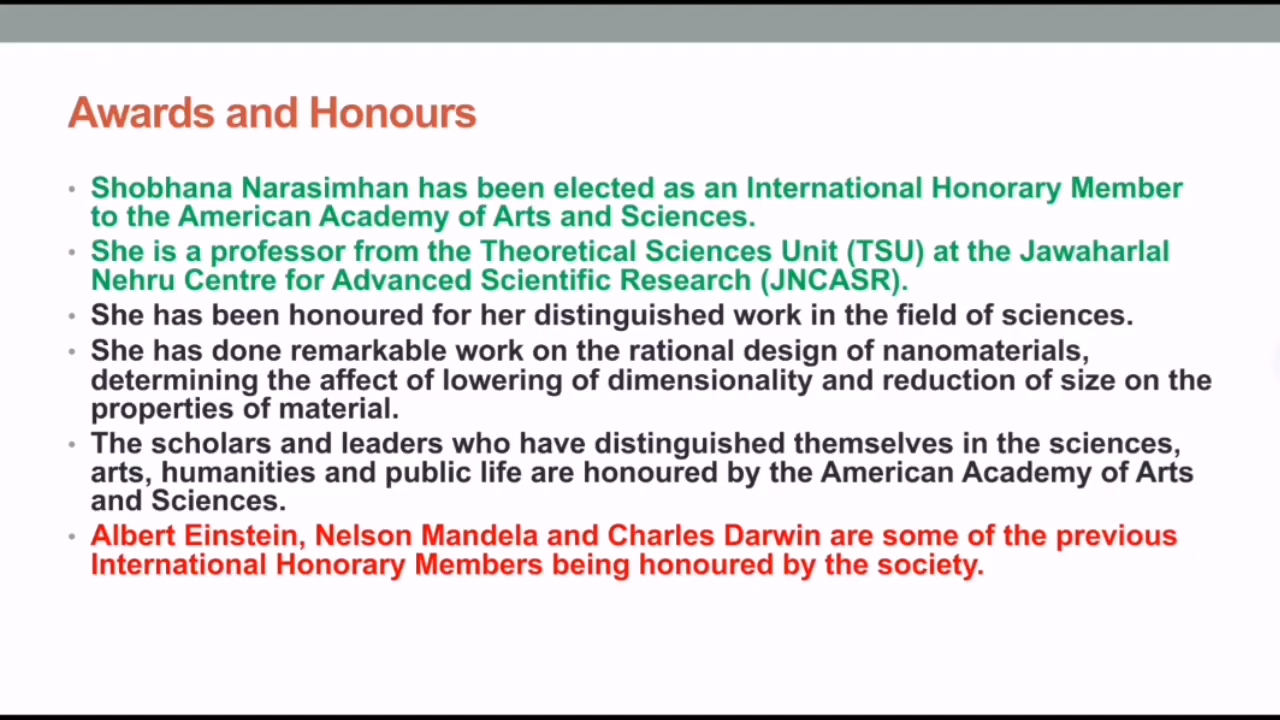 Awards and Honours
• Shobhana Narasimhan has been elected as an International Honorary Member
to the American Academy of Arts and Sciences.
• She is a professor from the Theoretical Sciences Unit (TSU) at the Jawaharlal
Nehru Centre for Advanced Scientific Research (JNCASR).
• She has been honoured for her distinguished work in the field of sciences.
• She has done remarkable work on the rational design of nanomaterials,
determining the affect of lowering of dimensionality and reduction of size on the
properties of material.
• The scholars and leaders who have distinguished themselves in the sciences,
arts, humanities and public life are honoured by the American Academy of Arts
and Sciences.
• Albert Einstein, Nelson Mandela and Charles Darwin are some of the previous
International Honorary Members being honoured by the society.